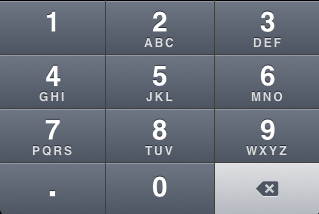 1 2 3
ABC DEF
4 5 6
GHI JKL MNO
7 8 9
PQRS TUV WXYZ
. 0